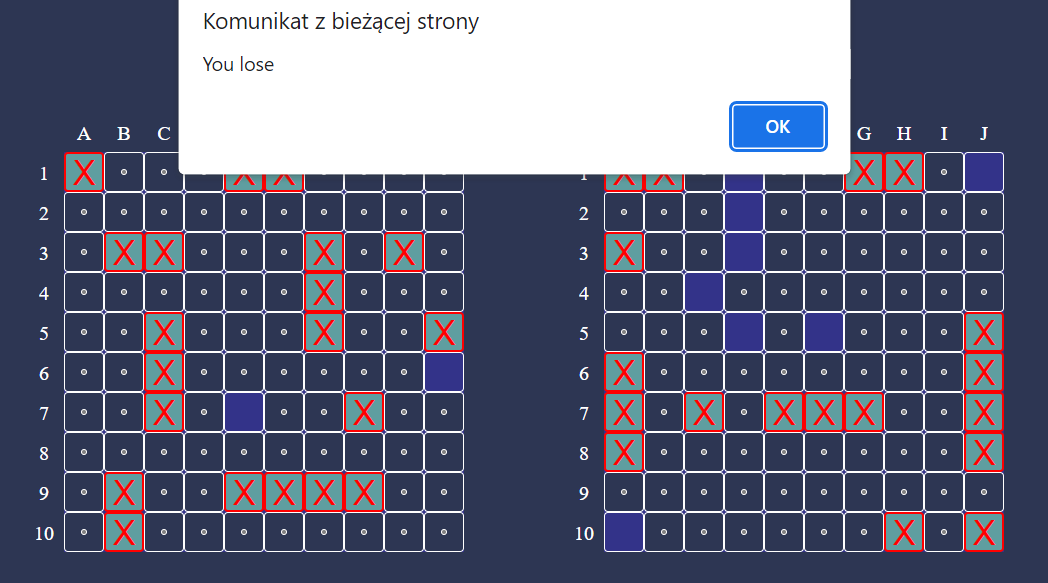 Komunikat z bieżącej strony
You lose
OK
A B C G H I J
1 X X X 1 X X X X
2 2
3 X X X X 3 X
4 X 4
5 X X X 5 X
6 X 6 X X
7 X X 7 X X X X X X
8 8 X X
9 X X X X X 9
10 X 10 X X